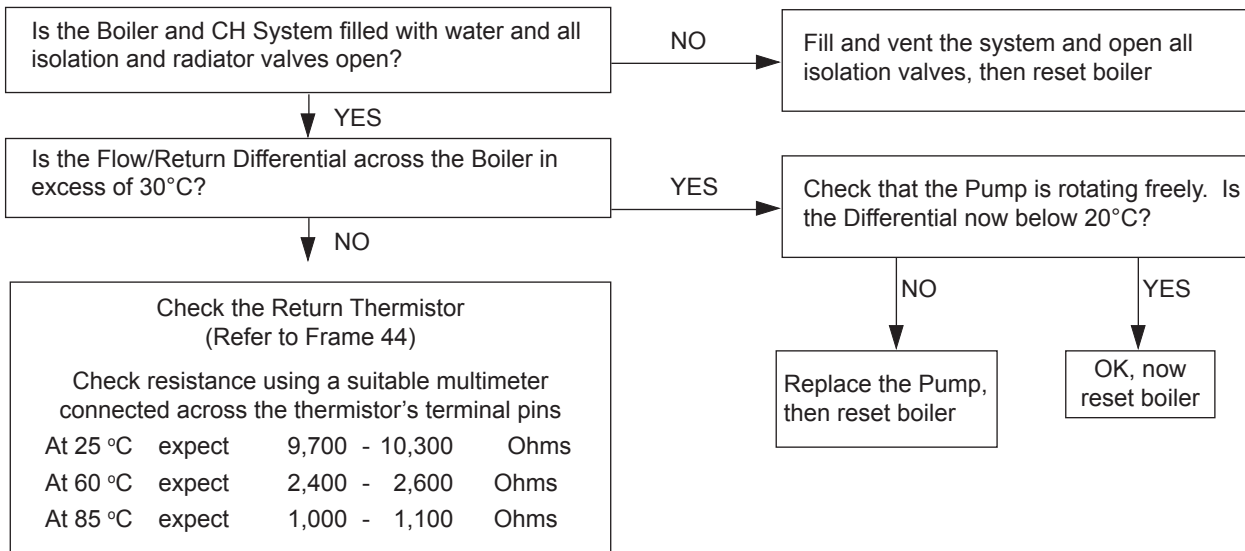 Is the Boiler and CH System filled with water and all
isolation and radiator valves open?
NO
Fill and vent the system and open all
isolation valves, then reset boiler
YES
Is the Flow/Return Differential across the Boiler in
excess of 30°C?
YES
Check that the Pump is rotating freely.  Is
the Differential now below 20°C?
NO
NO
YES
Check the Return Thermistor
(Refer to Frame 44)
Check resistance using a suitable multimeter
connected across the thermistor's terminal pins
At 25 °C expect 9,700 - 10,300 Ohms
At 60 °C expect 2,400 - 2,600 Ohms
At 85 °C expect 1,000 - 1,100 Ohms
Replace the Pump,
then reset boiler
OK, now
reset boiler